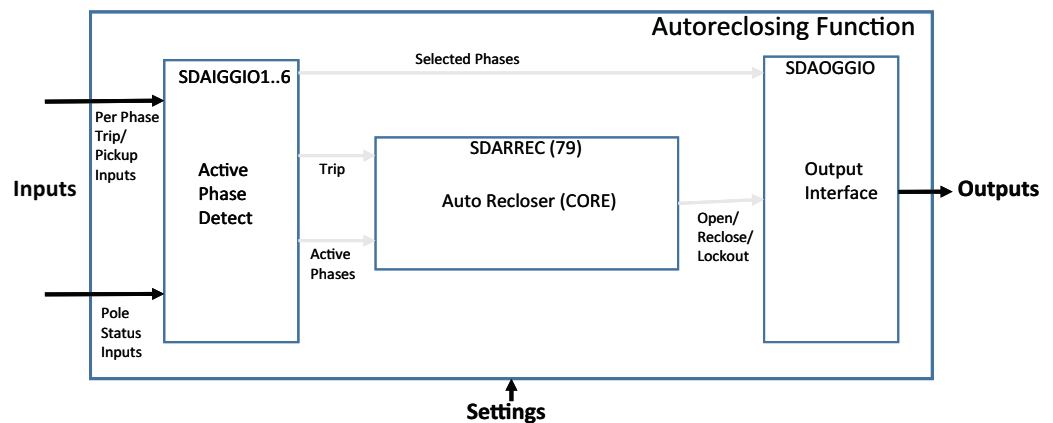 Autoreclosing Function
SDAIGGIO1..6
Selected Phases
SDAOGGIO
Per Phase
Trip/
Pickup
Inputs
Inputs
Active
Phase
Detect
Trip
SDARREC (79)
Auto Recloser (CORE)
Output
Interface
Outputs
Open/
Reclose/
Lockout
Active
Phases
Pole
Status
Inputs
Settings